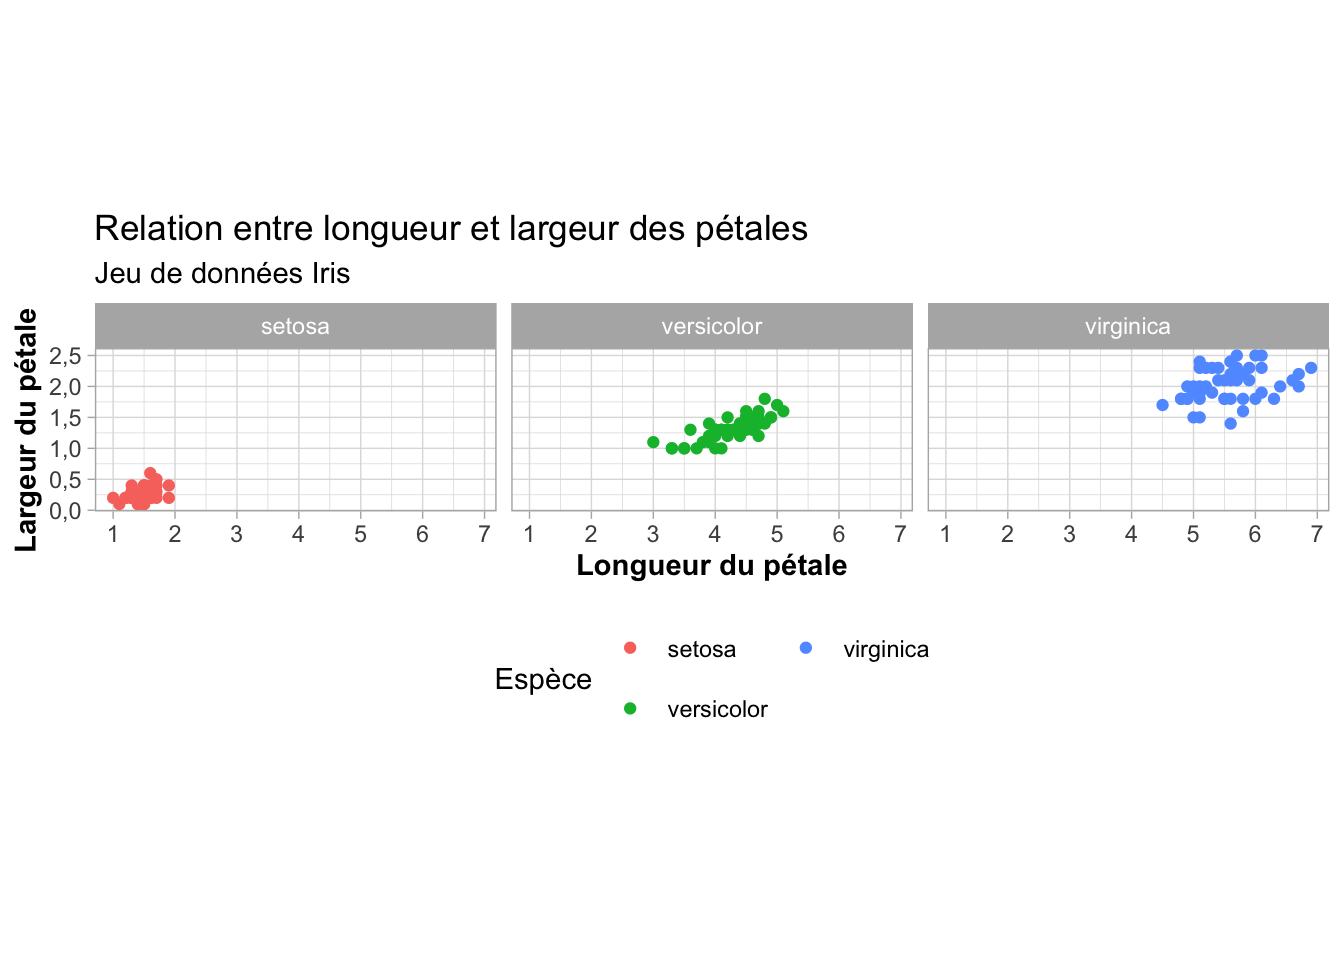 Relation entre longueur et largeur des pétales
Jeu de données Iris
setosa versicolor virginica
Largeur du pétale
2,5
2,0
1,5
1,0
0,5
0,0
1 2 3 4 5 6 7 1 2 3 4 5 6 7 1 2 3 4 5 6 7
Longueur du pétale
Espèce
setosa virginica
versicolor